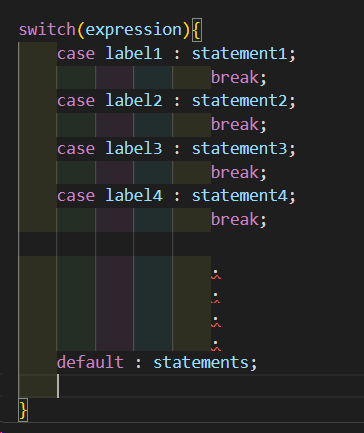 switch(expression){
case label1 : statement1;
break;
case label2 : statement2;
break;
case label3 : statement3;
break;
case label4 : statement4;
break;
.
.
.
.
default : statements;
}